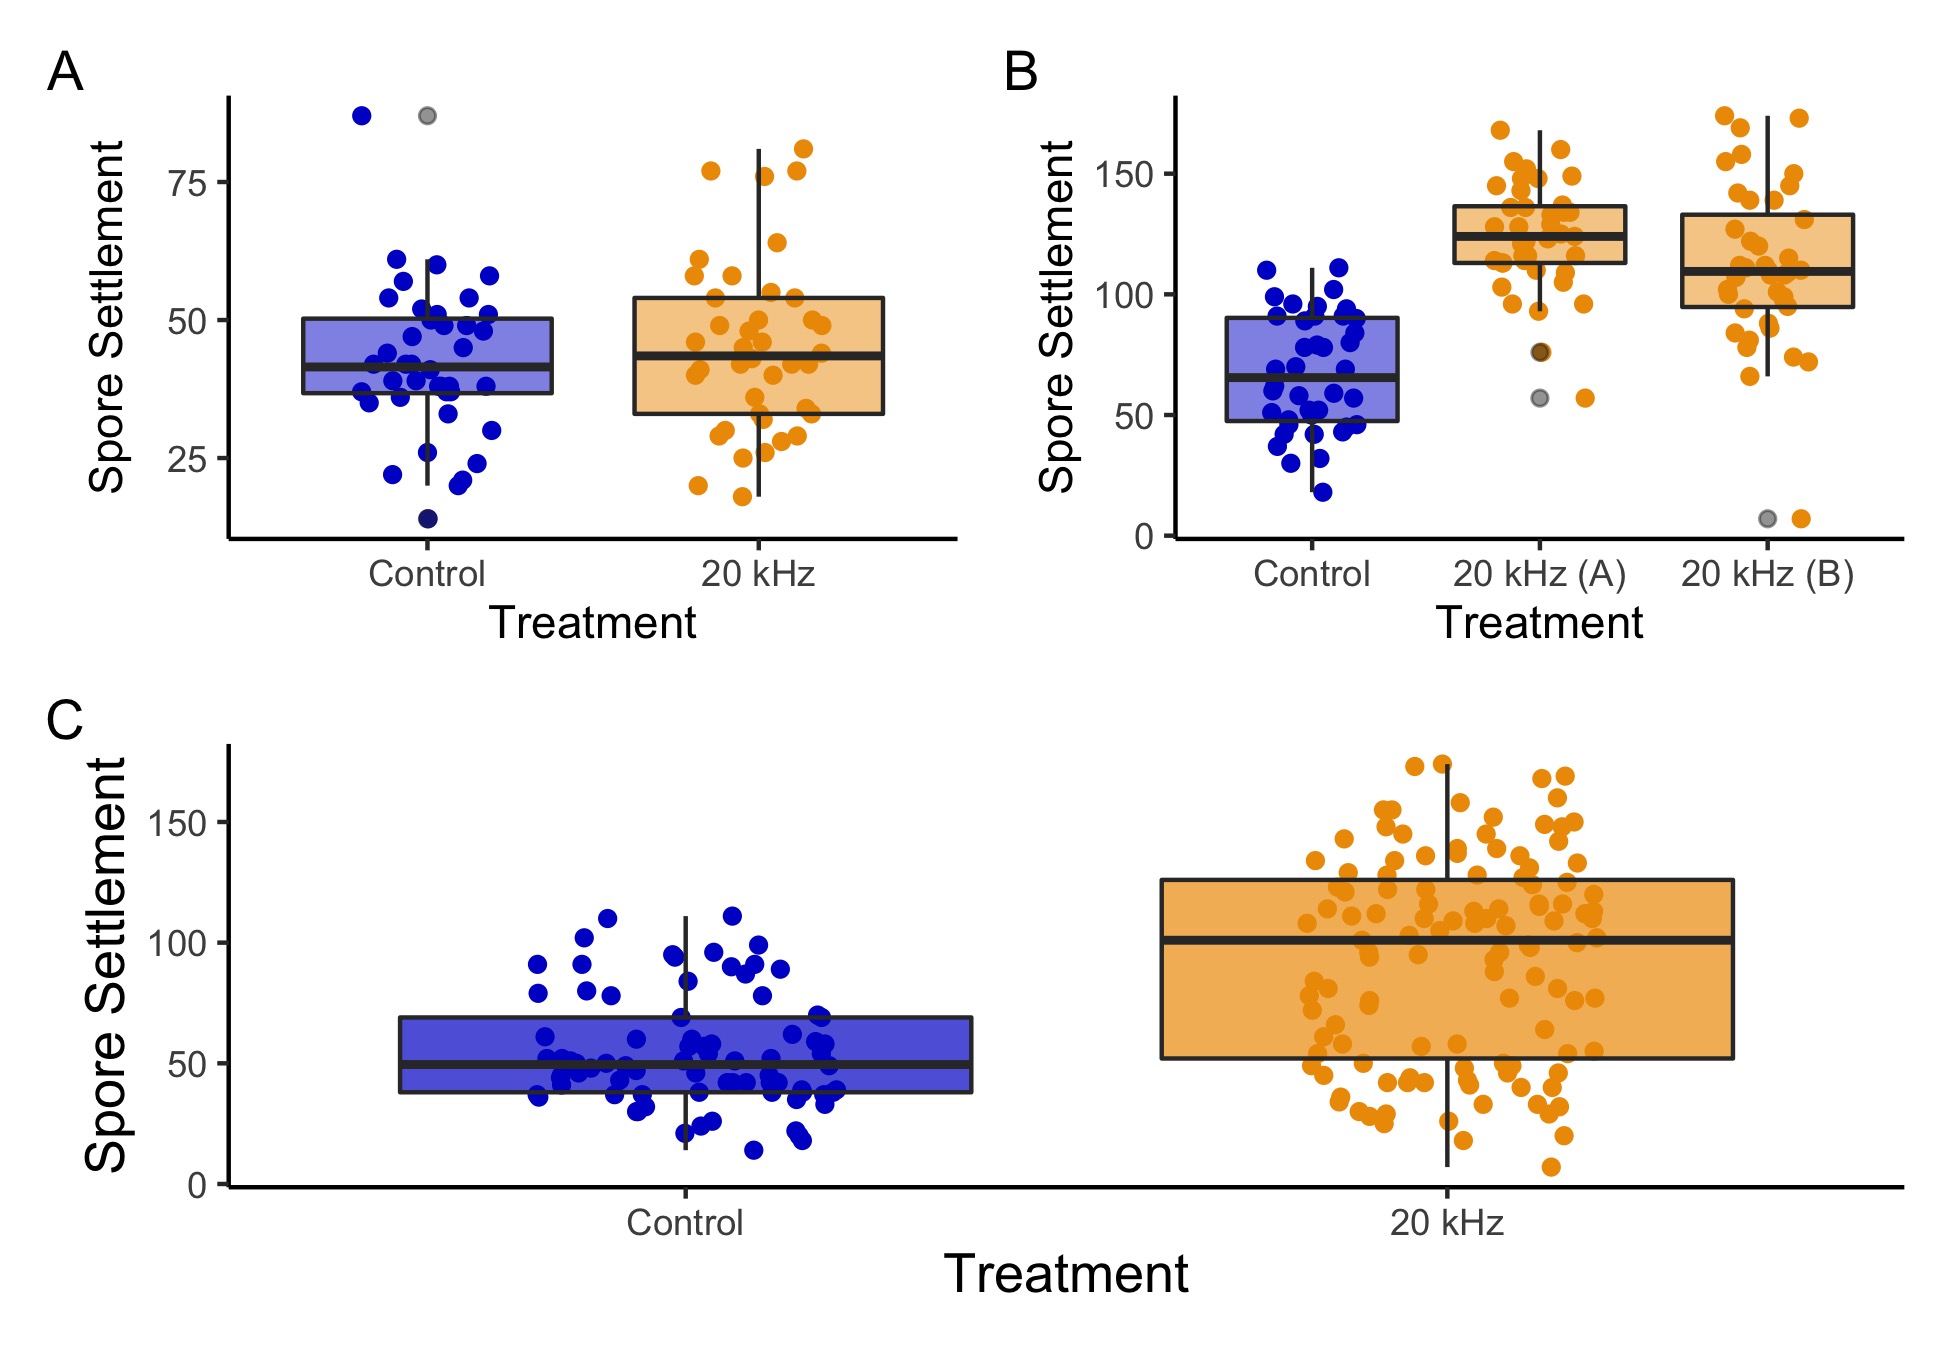 A
Spore Settlement
75
50
25
Control
20 kHz
Treatment
B
Spore Settlement
150
100
50
0
Control
20 kHz (A)
20 kHz (B)
Treatment
C
Spore Settlement
150
100
50
0
Control
20 kHz
Treatment